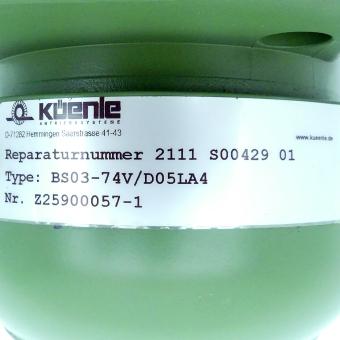 küenle
ANTRIEBSSYSTEME
D-71282 Hemmingen Saarstrasse 41-43
www.kueenle.de
Reparaturnummer 2111 S00429 01
Type: BS03-74V/D05LA4
Nr. Z25900057-1